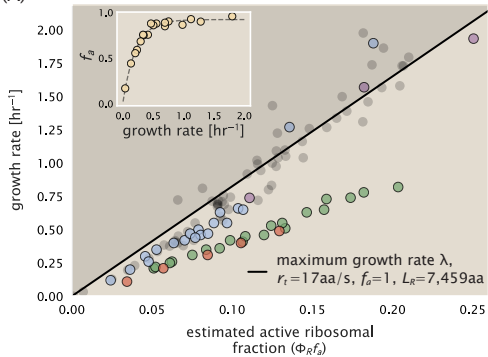 2.00
1.75
1.50
1.25
1.00
0.75
0.50
0.25
0.00
growth rate [hr⁻¹]
1.0
0.5
0.0
fₐ
0.0 0.5 1.0 1.5 2.0
growth rate [hr⁻¹]
maximum growth rate λ,
rₜ=17aa/s, fₐ=1, L_R=7,459aa
0.00 0.05 0.10 0.15 0.20 0.25
estimated active ribosomal
fraction (Φ_R fₐ)